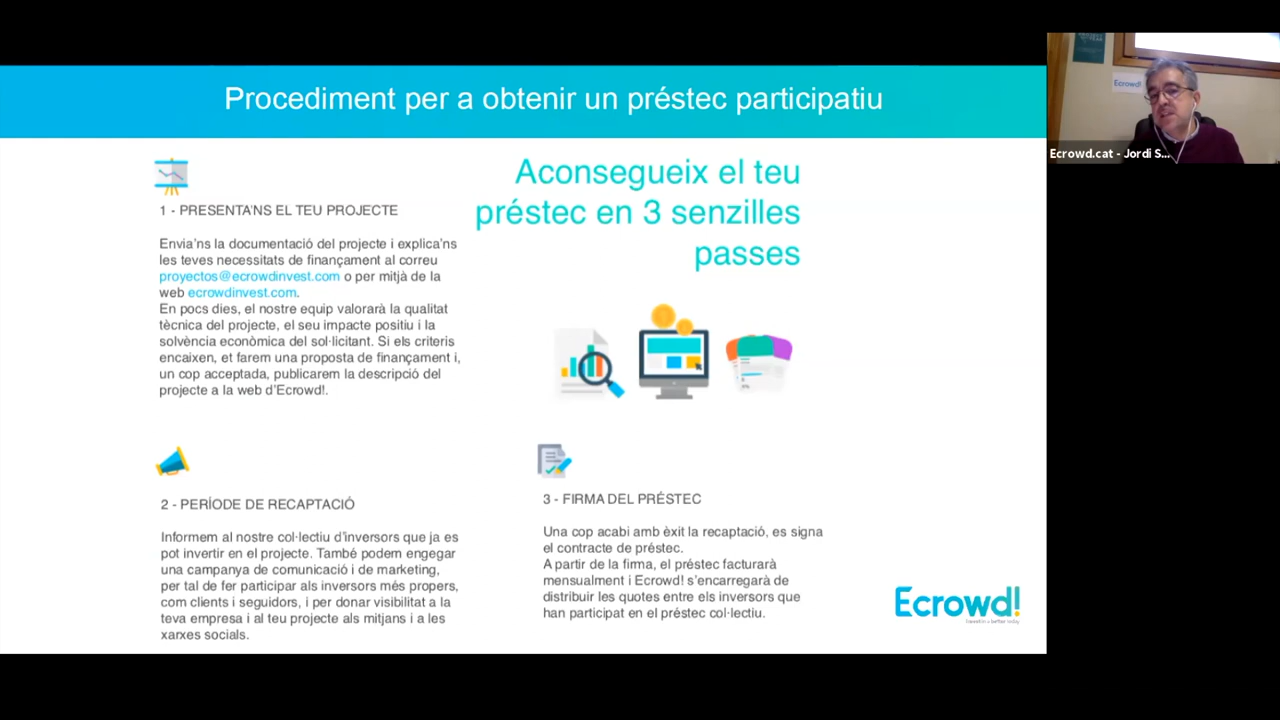 Procediment per a obtenir un préstec participatiu
Aconsegueix el teu
préstec en 3 senzilles
passes
1 - PRESENTA'NS EL TEU PROJECTE
Envia'ns la documentació del projecte i explica'ns
les teves necessitats de finançament al correu
proyectos@ecrowdinvest.com o per mitjà de la
web ecrowdinvest.com.
En pocs dies, el nostre equip valorarà la qualitat
tècnica del projecte, el seu impacte positiu i la
solvència econòmica del sol·licitant. Si els criteris
encaixen, et farem una proposta de finançament i,
un cop acceptada, publicarem la descripció del
projecte a la web d'Ecrowd!.
2 - PERÍODE DE RECAPTACIÓ
Informem al nostre col·lectiu d'inversors que ja es
pot invertir en el projecte. També podem engegar
una campanya de comunicació i de marketing,
per tal de fer participar als inversors més propers,
com clients i seguidors, i per donar visibilitat a la
teva empresa i al teu projecte als mitjans i a les
xarxes socials.
3 - FIRMA DEL PRÉSTEC
Una cop acabi amb èxit la recaptació, es signa
el contracte de préstec.
A partir de la firma, el préstec facturarà
mensualment i Ecrowd! s'encarregarà de
distribuir les quotes entre els inversors que
han participat en el préstec col·lectiu.
Ecrowd!
Ecrowd!
Ecrowd.cat - Jordi S...